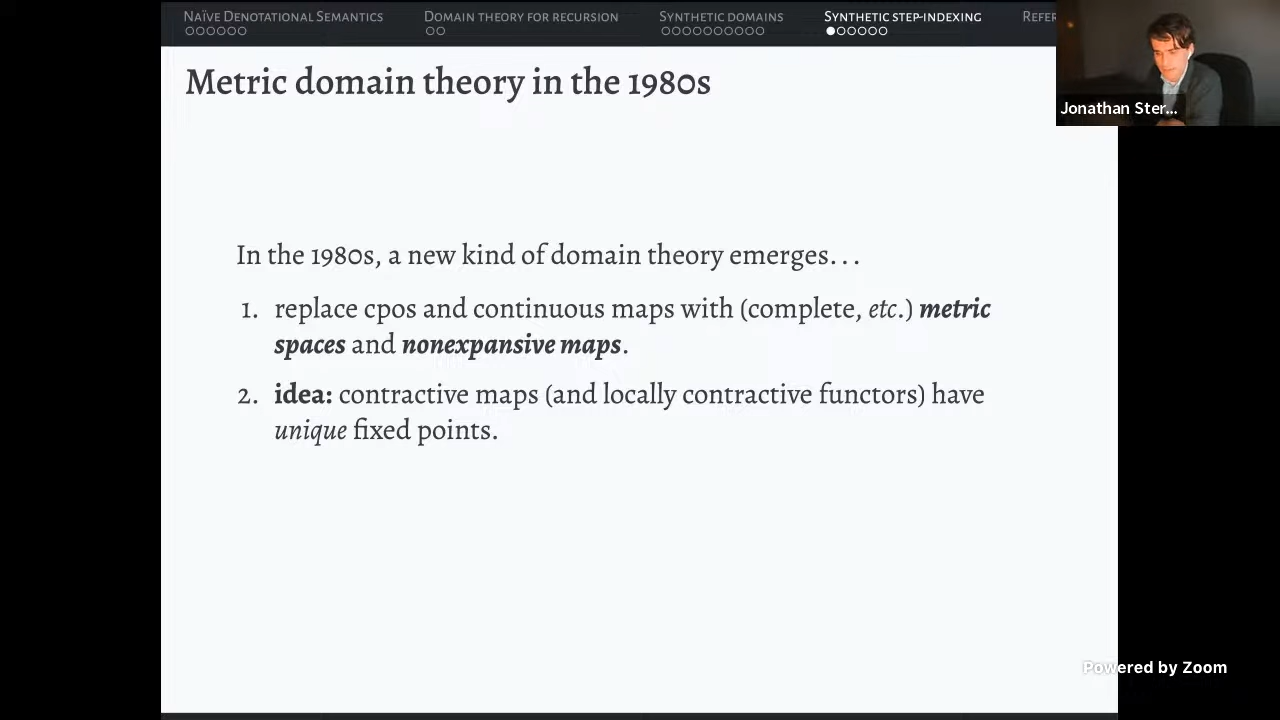 Naïve Denotational Semantics Domain theory for recursion Synthetic domains Synthetic step-indexing Refer
Jonathan Ster...
Metric domain theory in the 1980s
In the 1980s, a new kind of domain theory emerges...
1. replace cpos and continuous maps with (complete, etc.) metric
spaces and nonexpansive maps.
2. idea: contractive maps (and locally contractive functors) have
unique fixed points.
Powered by Zoom